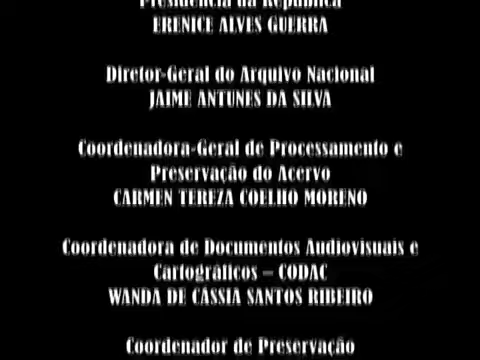 Presidência da República
ERENICE ALVES GUERRA
Diretor-Geral do Arquivo Nacional
JAIME ANTUNES DA SILVA
Coordenadora-Geral de Processamento e
Preservação do Acervo
CARMEN TEREZA COELHO MORENO
Coordenadora de Documentos Audiovisuais e
Cartográficos – CODAC
WANDA DE CÁSSIA SANTOS RIBEIRO
Coordenador de Preservação